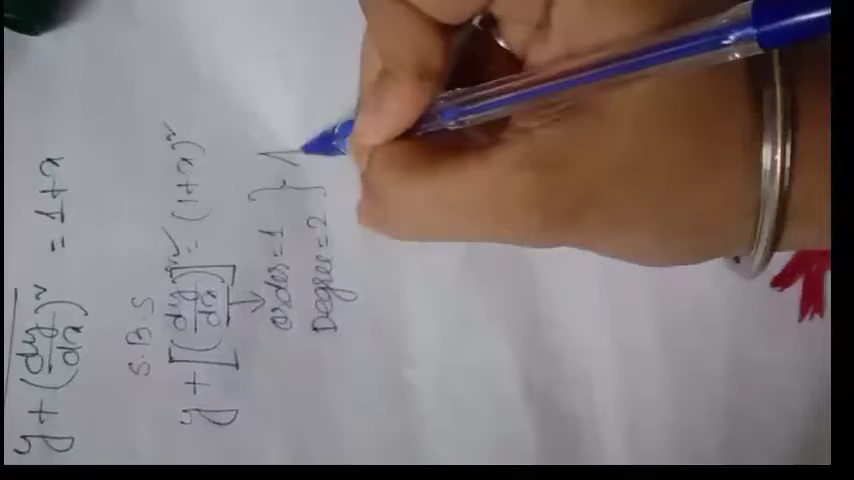 y + (dy/dx)² = 1+x
S.B.S
y + [(dy/dx)]² = (1+x)²
order = 1
Degree = 2